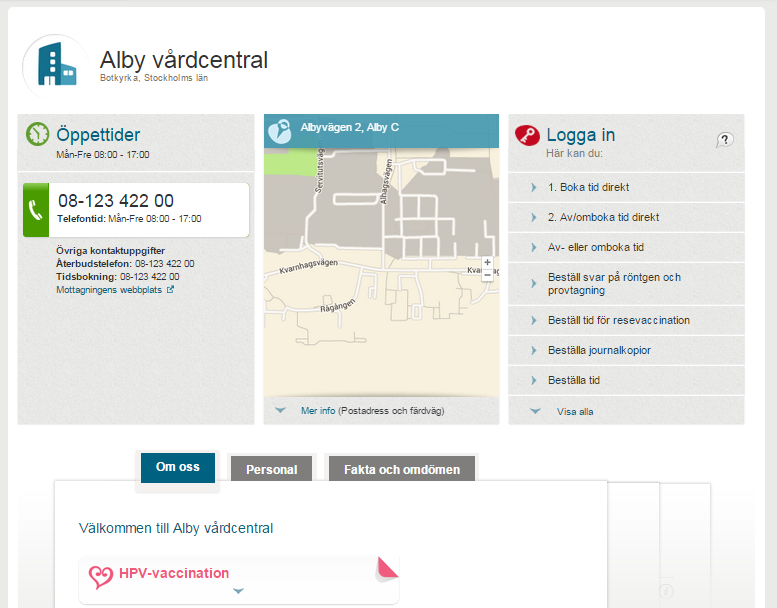 Alby vårdcentral
Botkyrka, Stockholms län
Öppettider
Mån-Fre 08:00 - 17:00
08-123 422 00
Telefontid: Mån-Fre 08:00 - 17:00
Övriga kontaktuppgifter
Återbudstelefon: 08-123 422 00
Tidsbokning: 08-123 422 00
Mottagningens webbplats
Albyvägen 2, Alby C
Servitutsväg
Alhagsvägen
Kvarnhagsvägen
Kva
Rågången
+
−
Mer info (Postadress och färdväg)
Logga in
?
Här kan du:
1. Boka tid direkt
2. Av/omboka tid direkt
Av- eller omboka tid
Beställ svar på röntgen och
provtagning
Beställ tid för resevaccination
Beställa journalkopior
Beställa tid
Visa alla
Om oss
Personal
Fakta och omdömen
Välkommen till Alby vårdcentral
HPV-vaccination